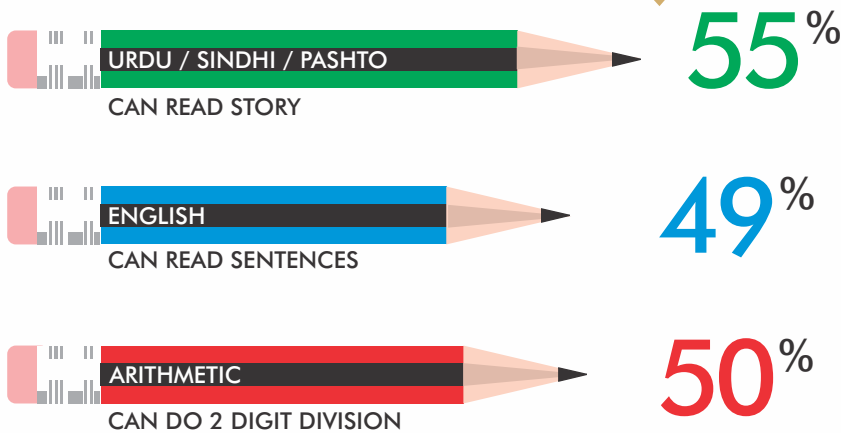 URDU / SINDHI / PASHTO
55%
CAN READ STORY
ENGLISH
49%
CAN READ SENTENCES
ARITHMETIC
50%
CAN DO 2 DIGIT DIVISION